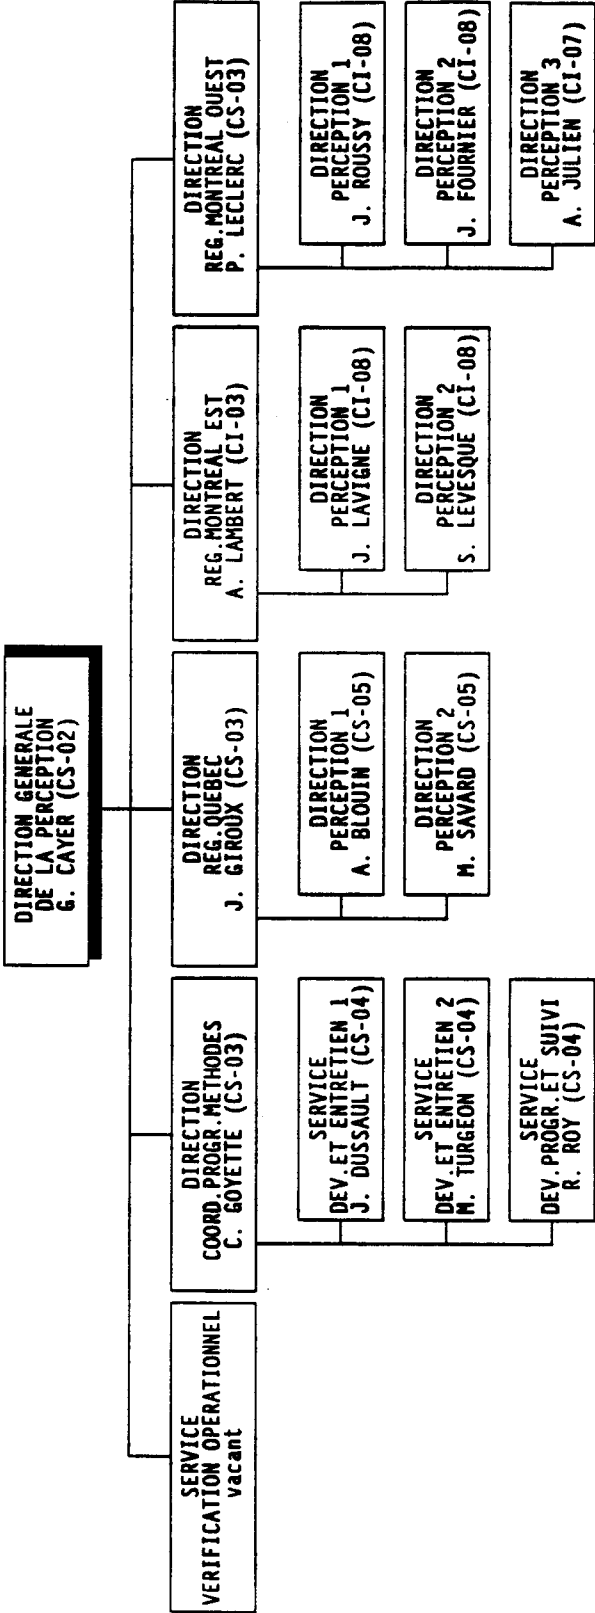 DIRECTION GENERALE
DE LA PERCEPTION
G. CAYER (CS-02)
SERVICE
VERIFICATION OPERATIONNEL
vacant
DIRECTION
COORD.PROGR.METHODES
C. GOYETTE (CS-03)
SERVICE
DEV.ET ENTRETIEN 1
J. DUSSAULT (CS-04)
SERVICE
DEV.ET ENTRETIEN 2
M. TURGEON (CS-04)
SERVICE
DEV.PROGR.ET SUIVI
R. ROY (CS-04)
DIRECTION
REG.QUEBEC
J. GIROUX (CS-03)
DIRECTION
PERCEPTION 1
A. BLOUIN (CS-05)
DIRECTION
PERCEPTION 2
M. SAVARD (CS-05)
DIRECTION
REG.MONTREAL EST
A. LAMBERT (CI-03)
DIRECTION
PERCEPTION 1
J. LAVIGNE (CI-08)
DIRECTION
PERCEPTION 2
S. LEVESQUE (CI-08)
DIRECTION
REG.MONTREAL OUEST
P. LECLERC (CS-03)
DIRECTION
PERCEPTION 1
J. ROUSSY (CI-08)
DIRECTION
PERCEPTION 2
J. FOURNIER (CI-08)
DIRECTION
PERCEPTION 3
A. JULIEN (CI-07)